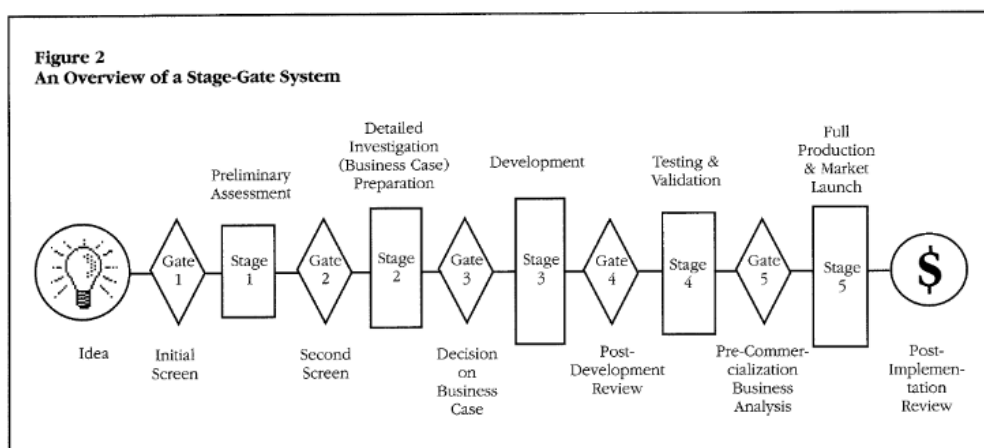 Figure 2
An Overview of a Stage-Gate System
Preliminary
Assessment
Detailed
Investigation
(Business Case)
Preparation
Development
Testing &
Validation
Full
Production
& Market
Launch
Gate
1
Stage
1
Gate
2
Stage
2
Gate
3
Stage
3
Gate
4
Stage
4
Gate
5
Stage
5
$
Idea
Initial
Screen
Second
Screen
Decision
on
Business
Case
Post-
Development
Review
Pre-Commer-
cialization
Business
Analysis
Post-
Implemen-
tation
Review